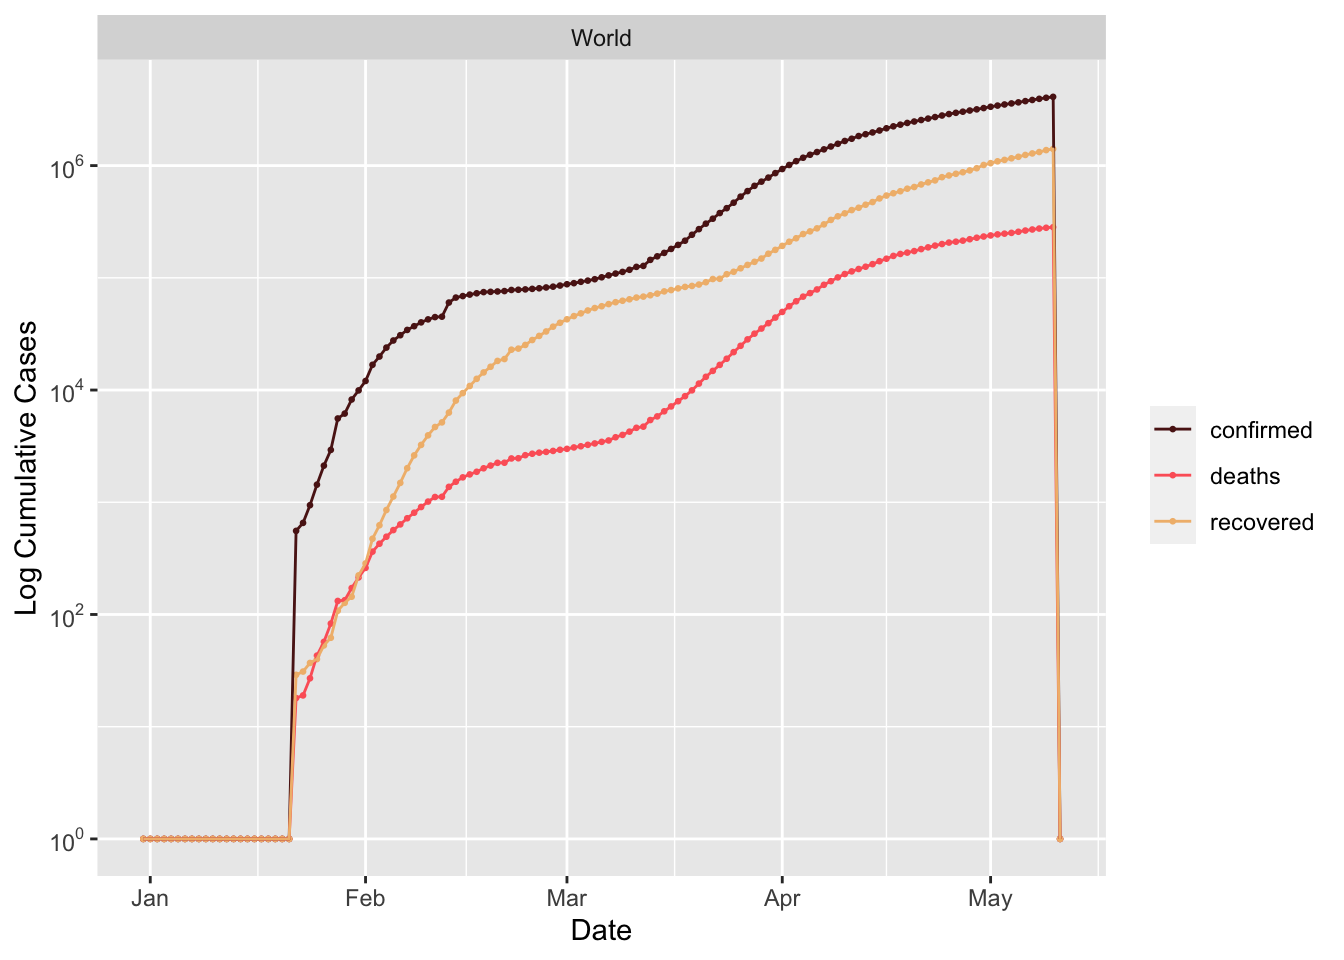 World
Log Cumulative Cases
10^6
10^4
10^2
10^0
Jan Feb Mar Apr May
Date
confirmed
deaths
recovered